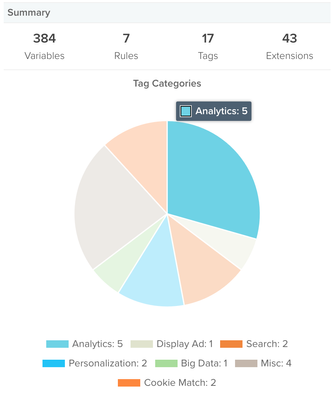 Summary
384 7 17 43
Variables Rules Tags Extensions
Tag Categories
Analytics: 5
Analytics: 5 Display Ad: 1 Search: 2
Personalization: 2 Big Data: 1 Misc: 4
Cookie Match: 2